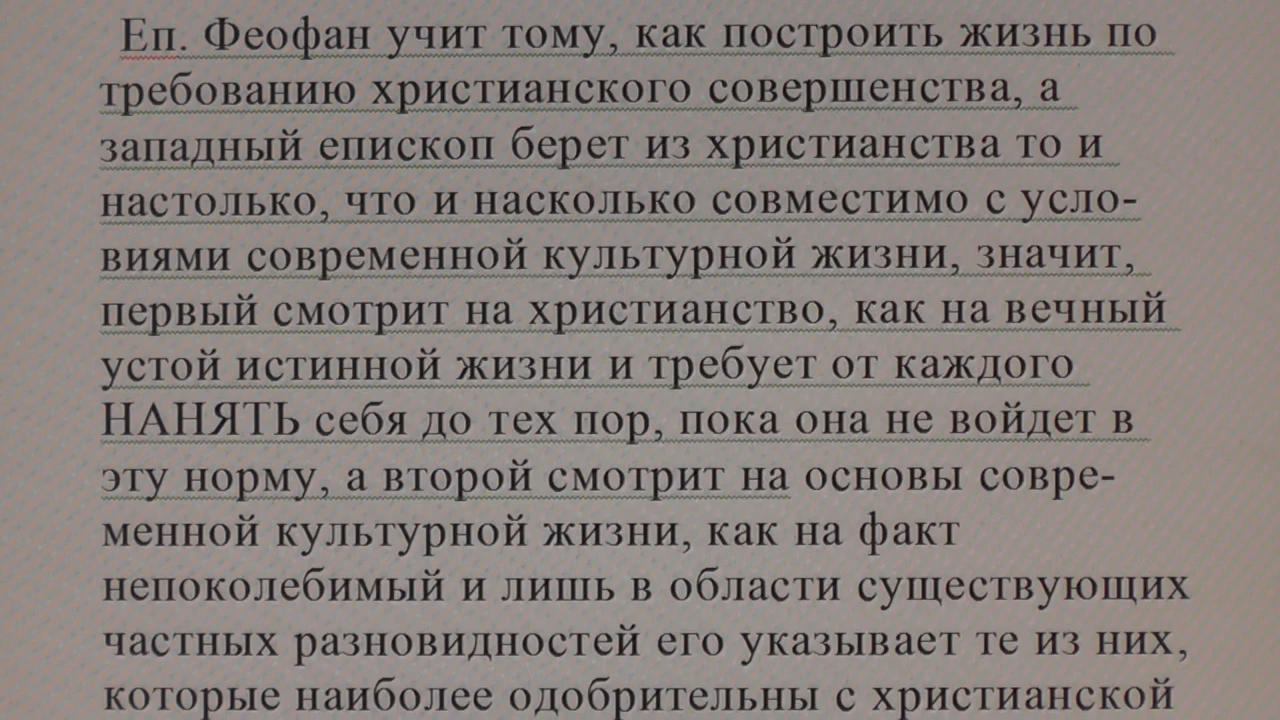 Еп. Феофан учит тому, как построить жизнь по
требованию христианского совершенства, а
западный епископ берет из христианства то и
настолько, что и насколько совместимо с усло-
виями современной культурной жизни, значит,
первый смотрит на христианство, как на вечный
устой истинной жизни и требует от каждого
НАНЯТЬ себя до тех пор, пока она не войдет в
эту норму, а второй смотрит на основы совре-
менной культурной жизни, как на факт
непоколебимый и лишь в области существующих
частных разновидностей его указывает те из них,
которые наиболее одобрительны с христианской